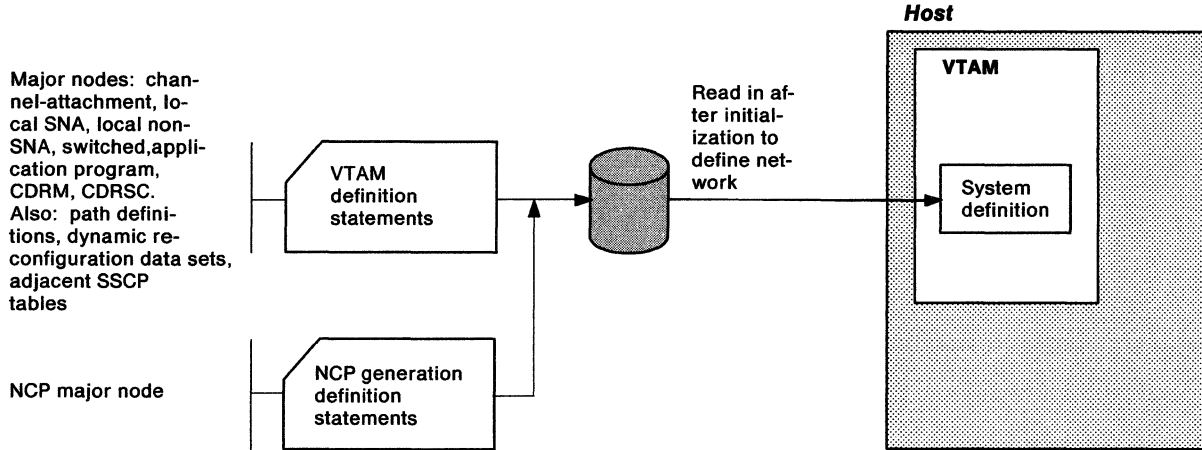 Host
VTAM
Major nodes: chan-
nel-attachment, lo-
cal SNA, local non-
SNA, switched,appli-
cation program,
CDRM, CDRSC.
Also: path defini-
tions, dynamic re-
configuration data sets,
adjacent SSCP
tables
VTAM
definition
statements
Read in af-
ter initial-
ization to
define net-
work
System
definition
NCP major node
NCP generation
definition
statements